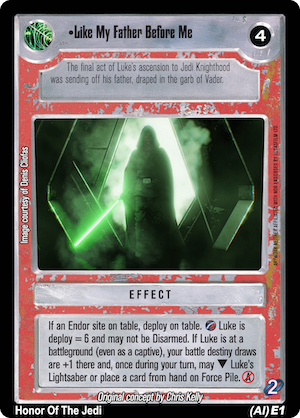 •Like My Father Before Me
4
The final act of Luke's ascension to Jedi Knighthood
was sending off his father, draped in the garb of Vader.
Image courtesy of Denis Cleofas
EFFECT
If an Endor site on table, deploy on table. Luke is
deploy = 6 and may not be Disarmed. If Luke is at a
battleground (even as a captive), your battle destiny draws
are +1 there and, once during your turn, may ▼ Luke's
Lightsaber or place a card from hand on Force Pile. A
Original concept by Chris Kelly
2
Honor Of The Jedi
(AI) E1